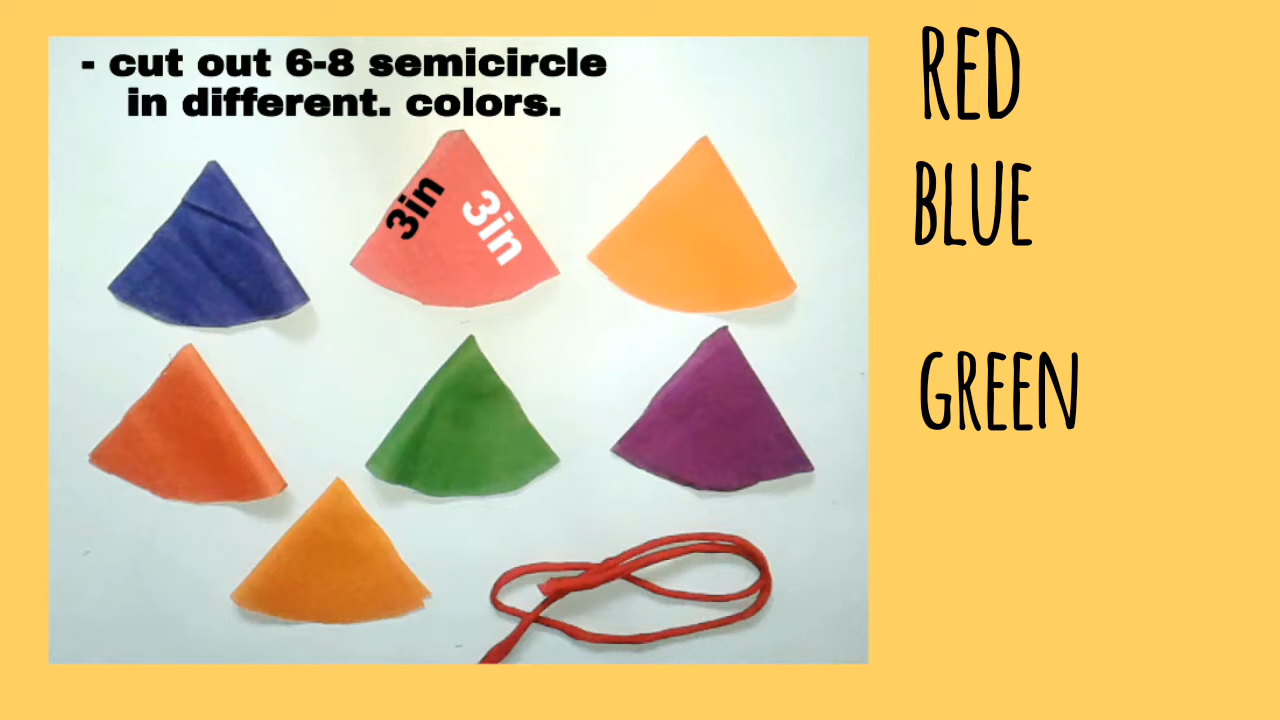 - cut out 6-8 semicircle
in different. colors.
3in
3in
RED
BLUE
GREEN